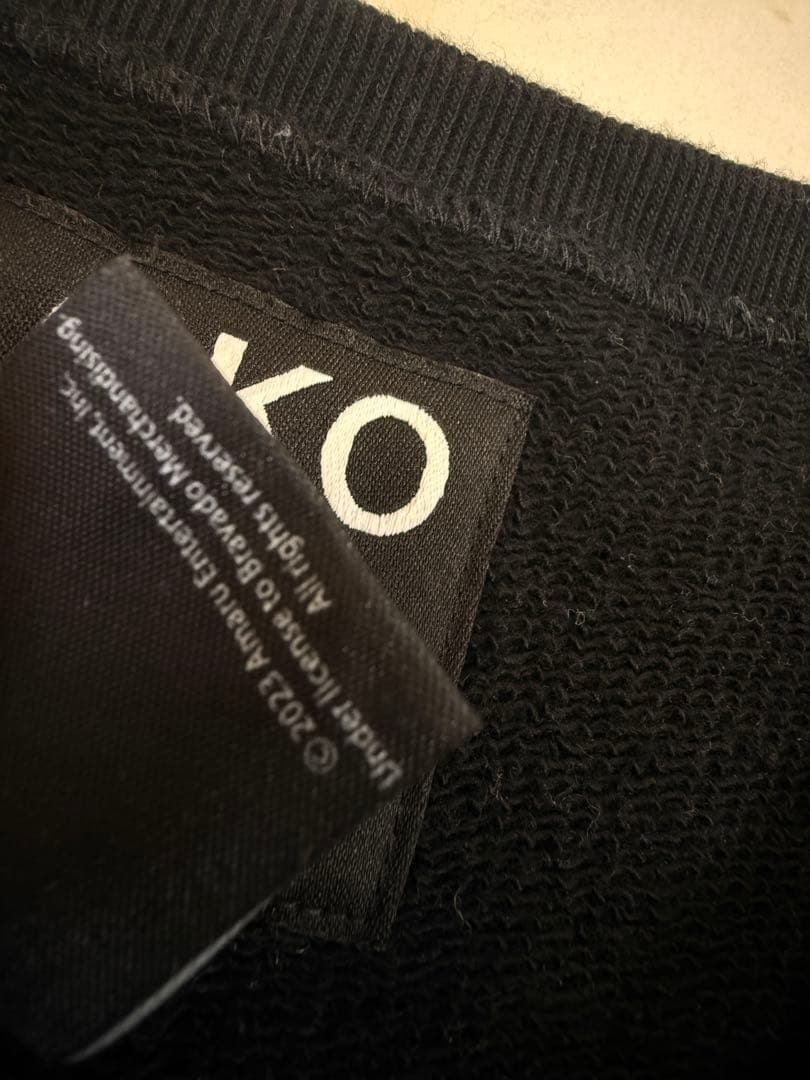 KO
© 2023 Amaru Entertainment, Inc.
Under license to Bravado Merchandising.
All rights reserved.